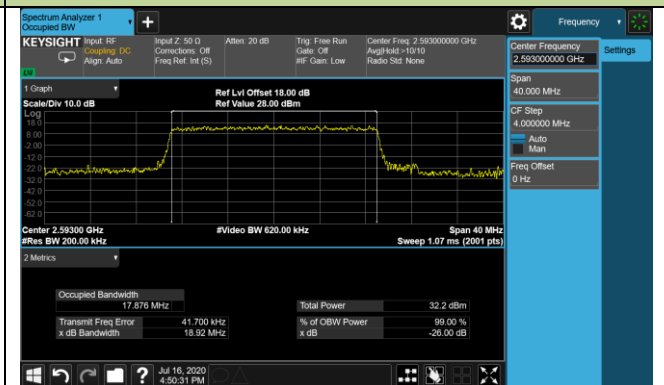 Spectrum Analyzer 1
Occupied BW
Frequency
KEYSIGHT
Input: RF
Coupling: DC
Align: Auto
Input Z: 50 Ω
Corrections: Off
Freq Ref: Int (S)
Atten: 20 dB
Trig: Free Run
Gate: Off
#IF Gain: Low
Center Freq: 2.593000000 GHz
Avg|Hold:>10/10
Radio Std: None
LW
Center Frequency
2.593000000 GHz
Settings
Span
40.000 MHz
CF Step
4.000000 MHz
Auto
Man
Freq Offset
0 Hz
1 Graph
Scale/Div 10.0 dB
Ref Lvl Offset 18.00 dB
Ref Value 28.00 dBm
Log
18.0
8.00
-2.00
-12.0
-22.0
-32.0
-42.0
-52.0
-62.0
Center 2.59300 GHz
#Res BW 200.00 kHz
#Video BW 620.00 kHz
Span 40 MHz
Sweep 1.07 ms (2001 pts)
2 Metrics
Occupied Bandwidth
17.876 MHz
Total Power 32.2 dBm
Transmit Freq Error 41.700 kHz
% of OBW Power 99.00 %
x dB Bandwidth 18.92 MHz
x dB -26.00 dB
?
Jul 16, 2020
4:50:31 PM